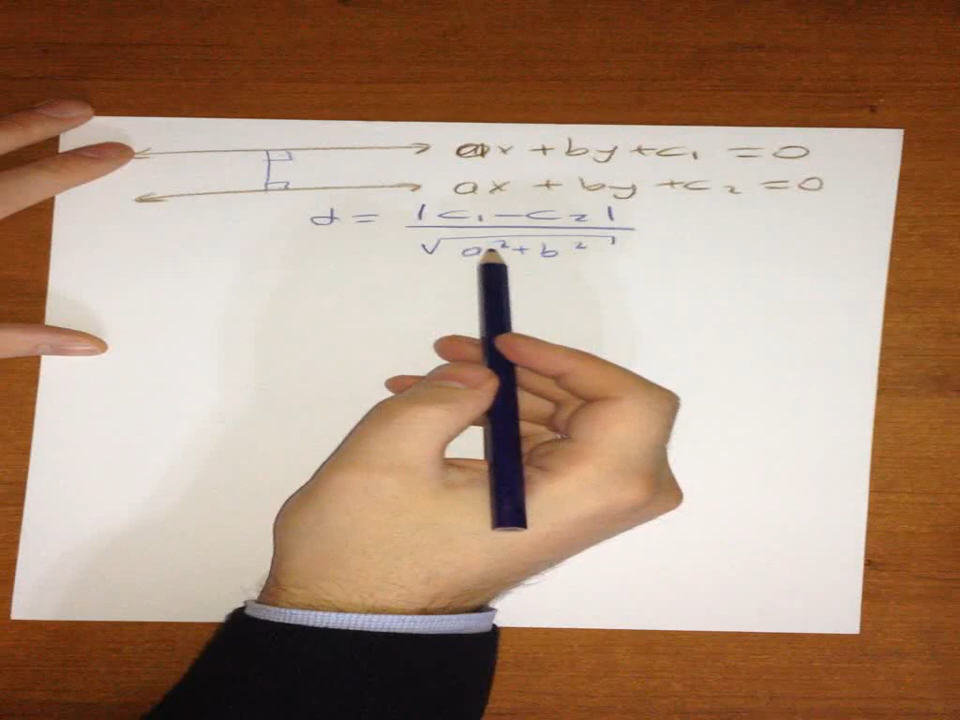 ax + by + c₁ = 0
ax + by + c₂ = 0
d = |c₁ - c₂|
√a² + b²